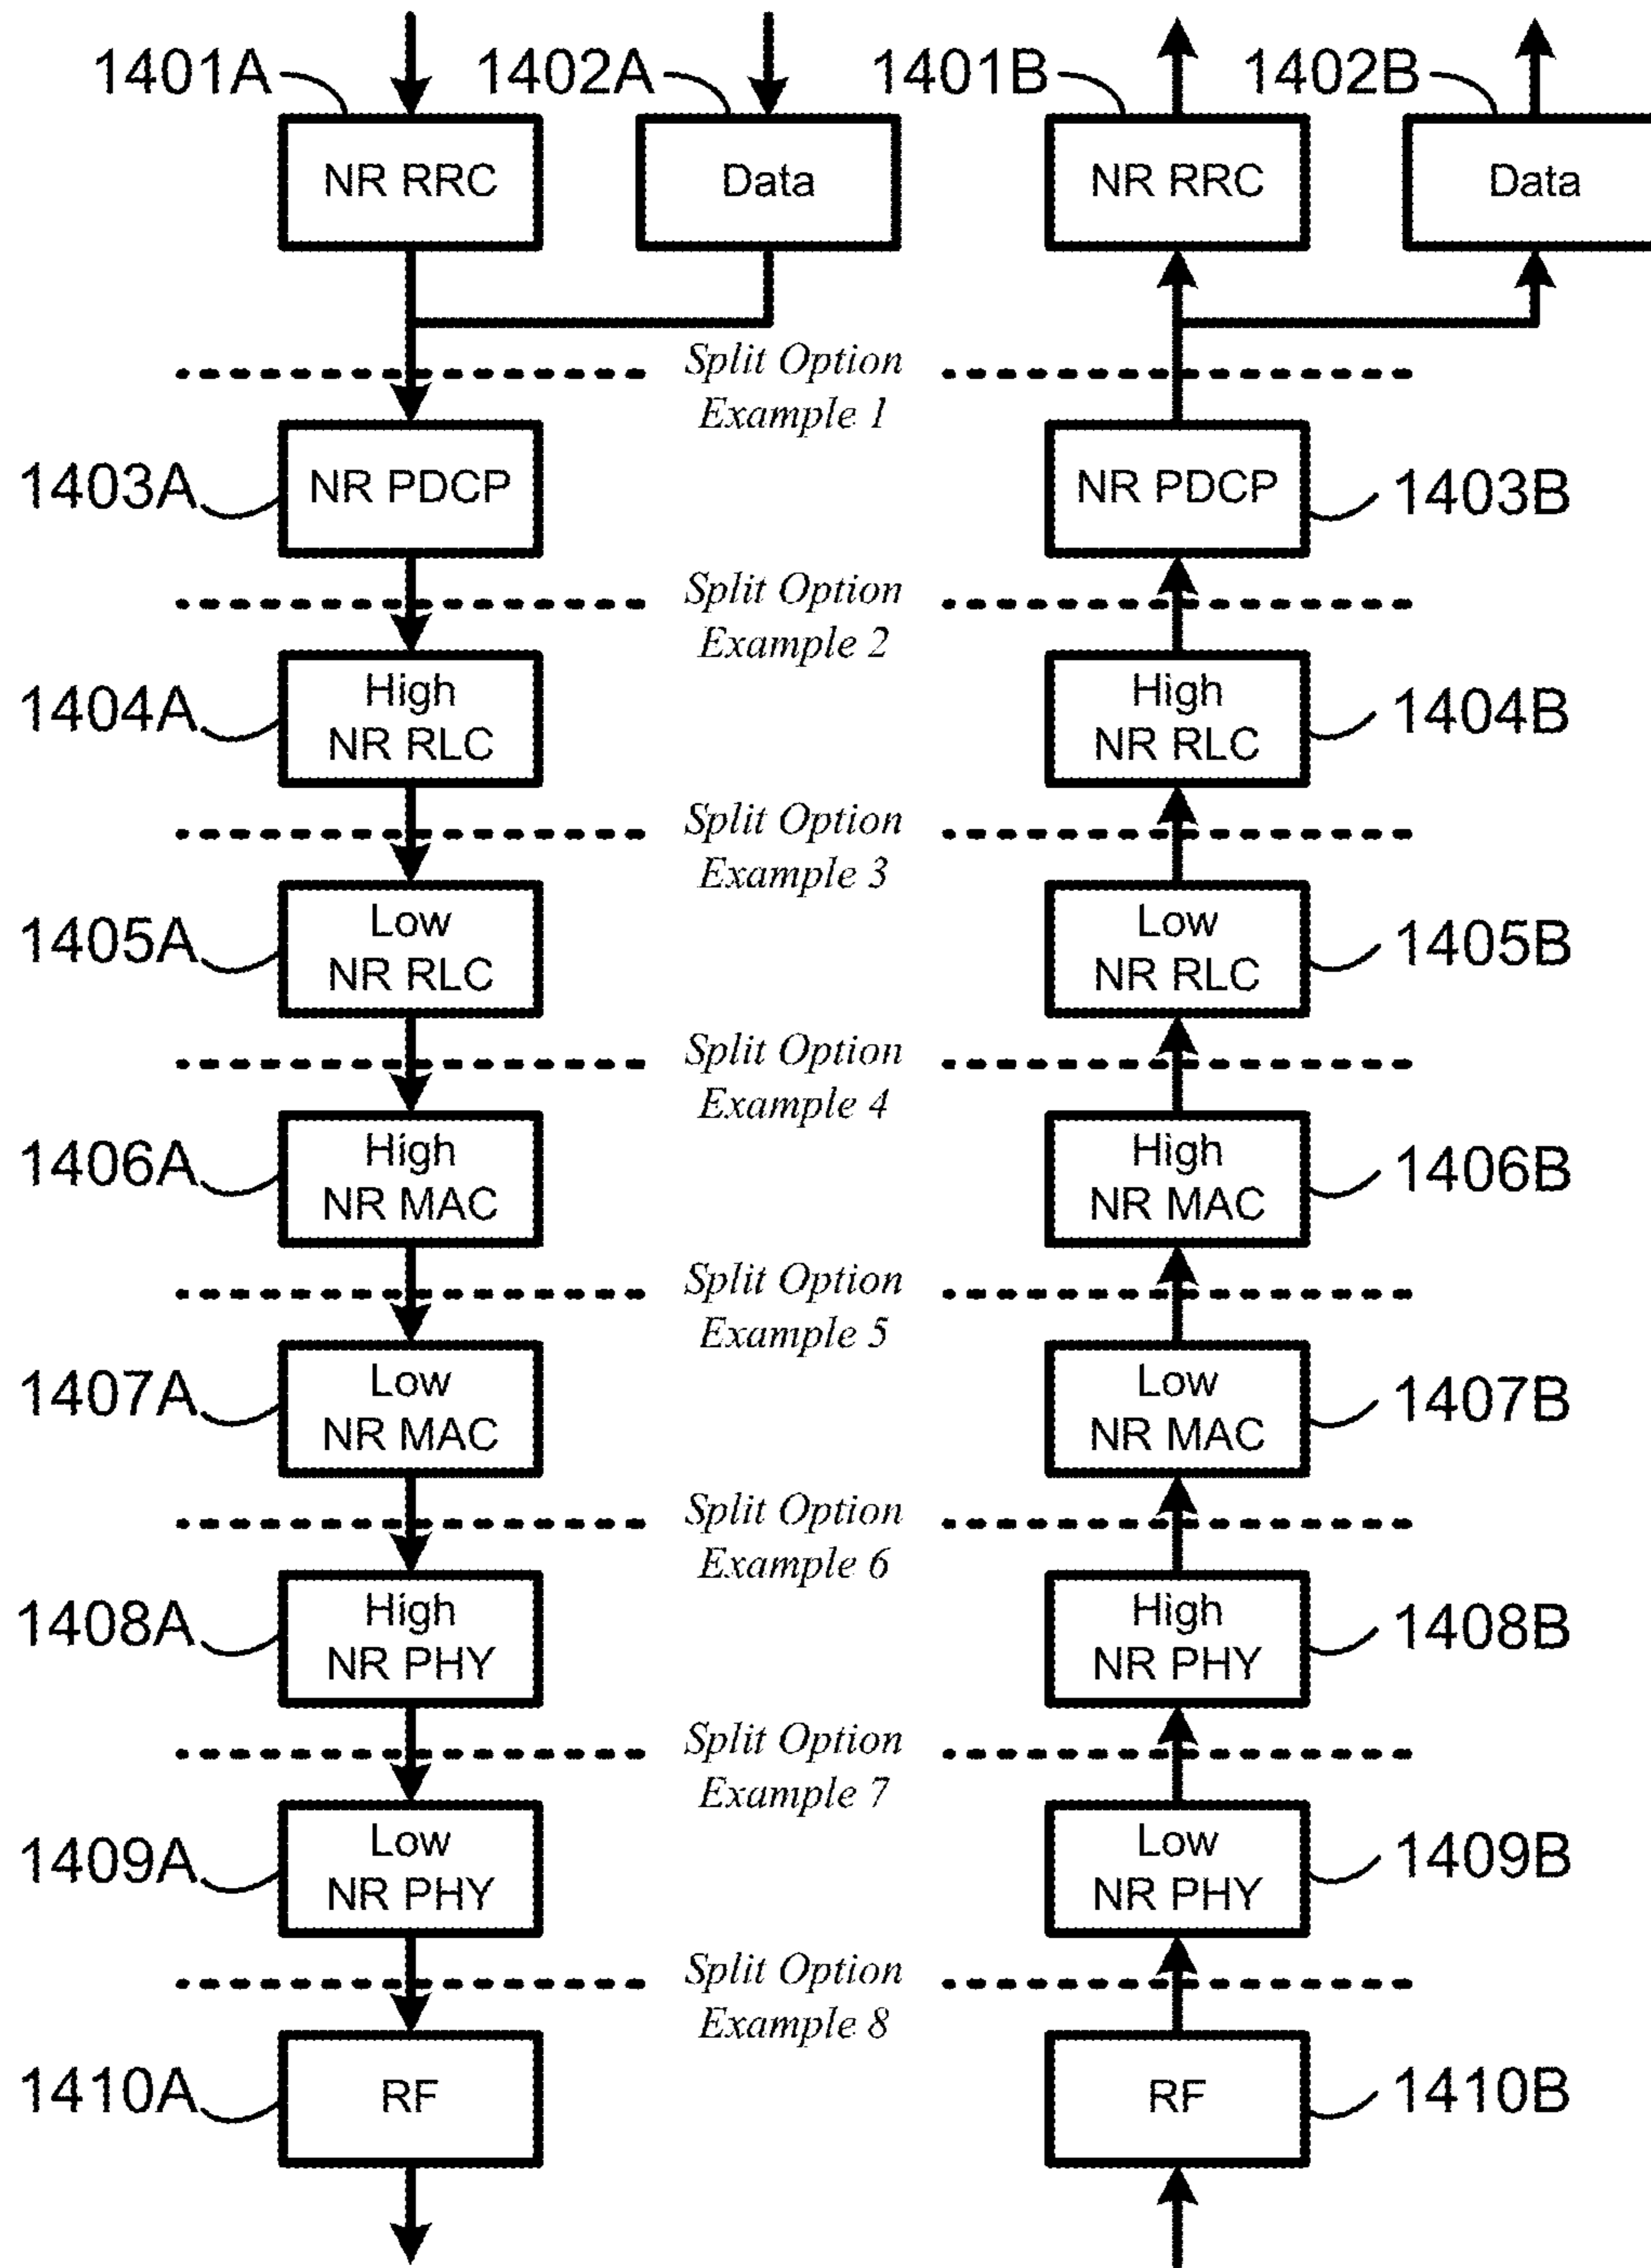 1401A 1402A 1401B 1402B
NR RRC Data NR RRC Data
Split Option
Example 1
1403A NR PDCP NR PDCP 1403B
Split Option
Example 2
1404A High NR RLC High NR RLC 1404B
Split Option
Example 3
1405A Low NR RLC Low NR RLC 1405B
Split Option
Example 4
1406A High NR MAC High NR MAC 1406B
Split Option
Example 5
1407A Low NR MAC Low NR MAC 1407B
Split Option
Example 6
1408A High NR PHY High NR PHY 1408B
Split Option
Example 7
1409A Low NR PHY Low NR PHY 1409B
Split Option
Example 8
1410A RF RF 1410B